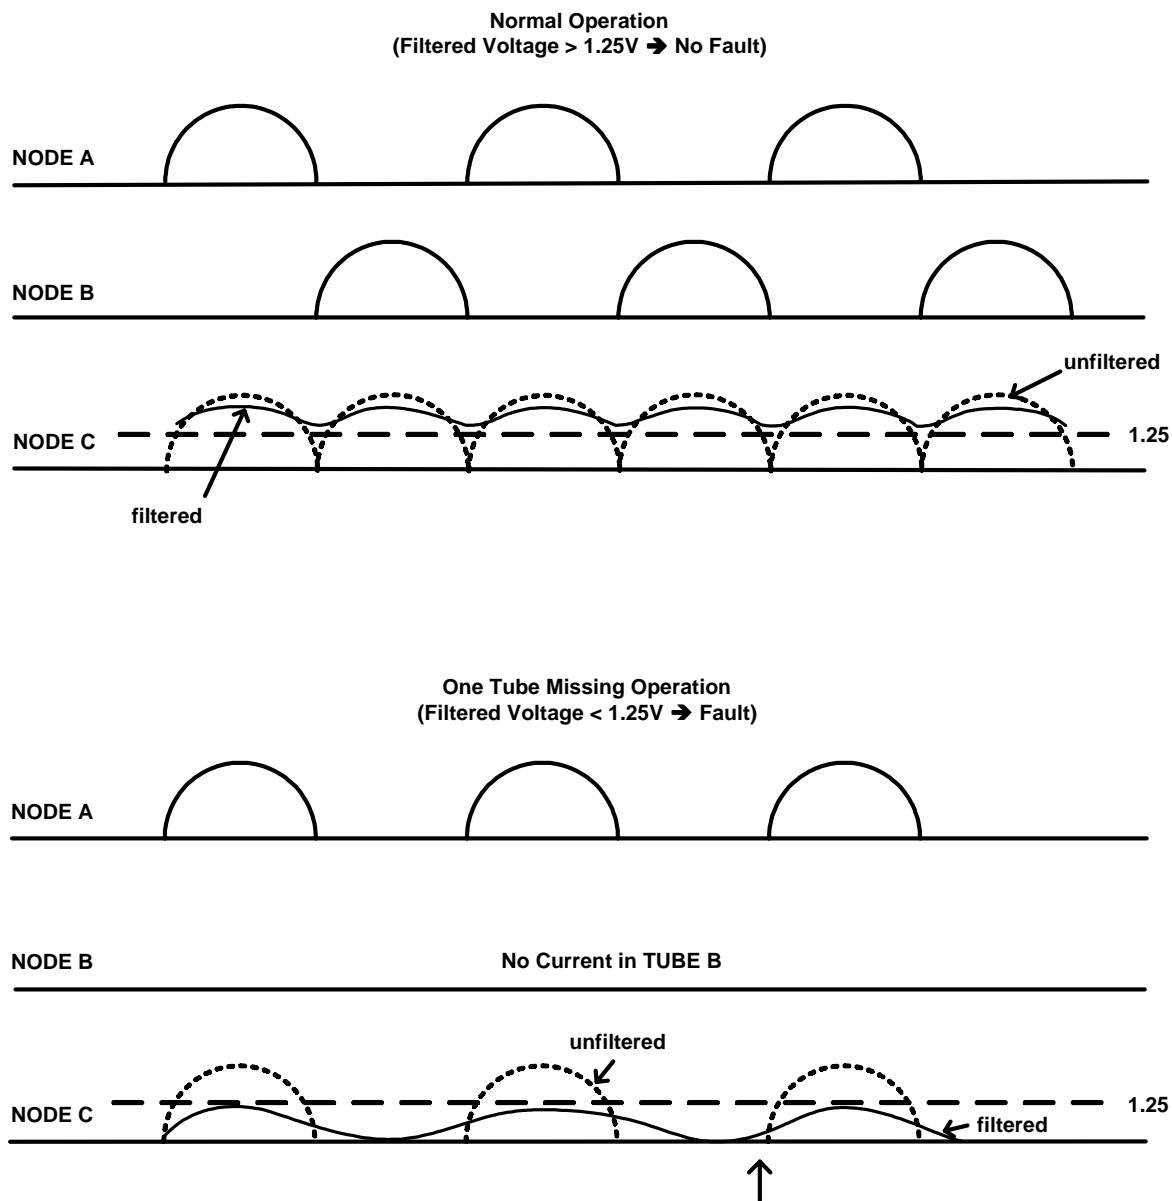 Normal Operation
(Filtered Voltage > 1.25V ➔ No Fault)
NODE A
NODE B
unfiltered
NODE C
1.25
filtered
One Tube Missing Operation
(Filtered Voltage < 1.25V ➔ Fault)
NODE A
NODE B
No Current in TUBE B
unfiltered
NODE C
1.25
filtered